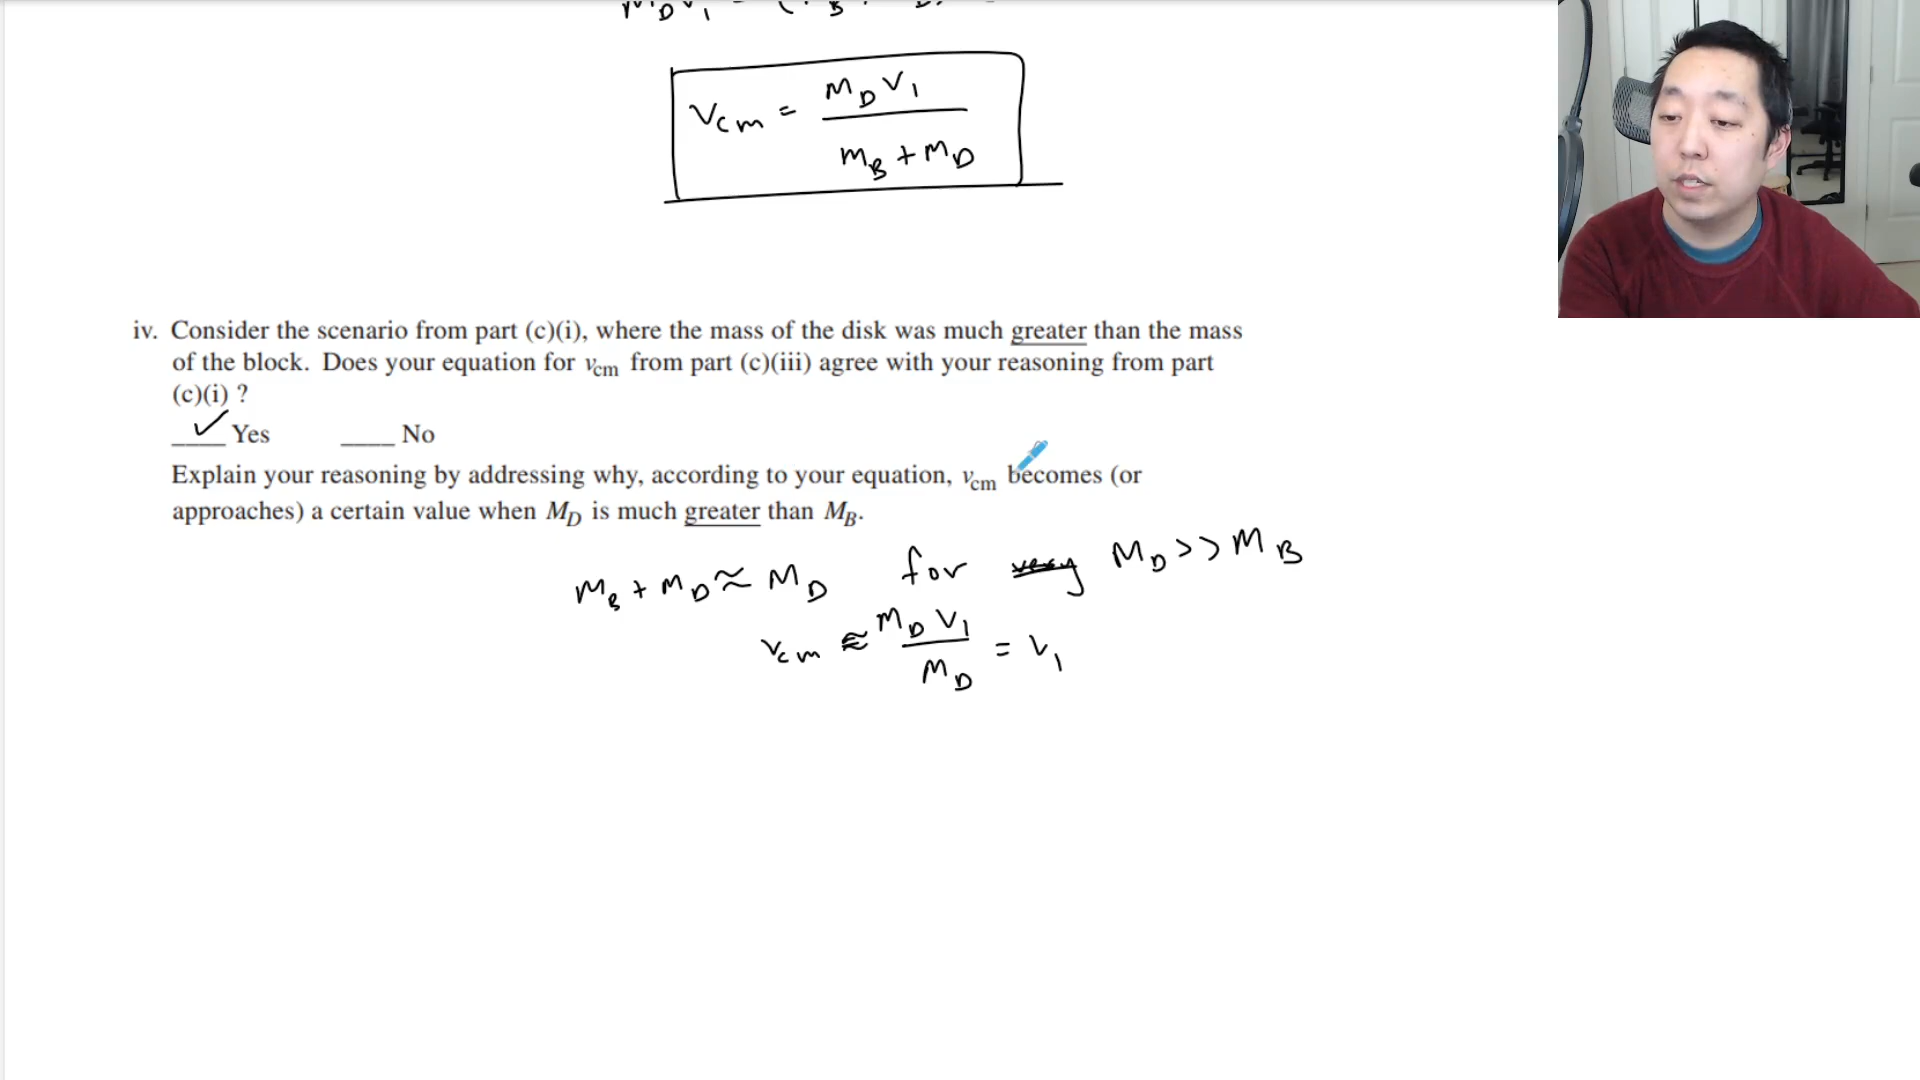 M_D V_1
V_cm = M_D V_1 / M_B + M_D
iv. Consider the scenario from part (c)(i), where the mass of the disk was much greater than the mass
of the block. Does your equation for v_cm from part (c)(iii) agree with your reasoning from part
(c)(i) ?
____ ✓ Yes ____ No
Explain your reasoning by addressing why, according to your equation, v_cm becomes (or
approaches) a certain value when M_D is much greater than M_B.
M_B + M_D ≈ M_D for very M_D >> M_B
V_cm ≈ M_D V_1 / M_D = V_1